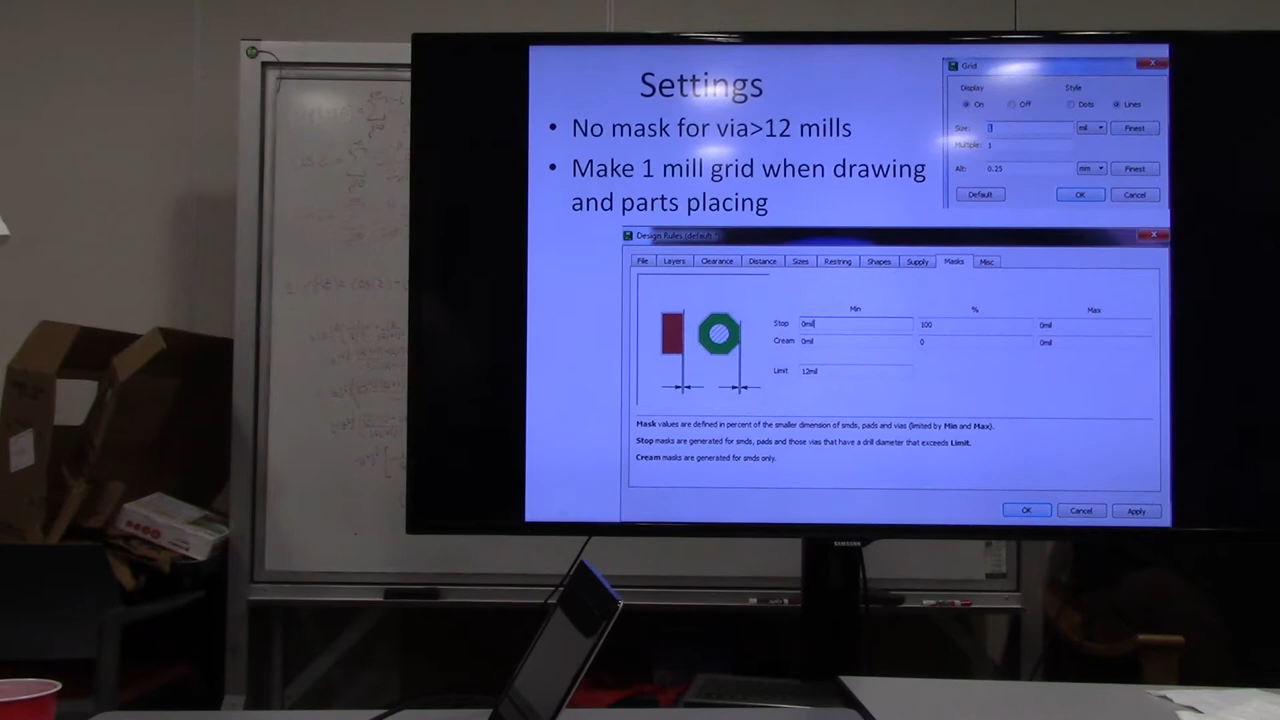 Settings
• No mask for via>12 mills
• Make 1 mill grid when drawing
and parts placing
Grid
Display
Style
On
Off
Dots
Lines
Size:
1
mil
Finest
Multiple:
1
Alt:
0.25
mm
Finest
Default
OK
Cancel
Design Rules (default *
File
Layers
Clearance
Distance
Sizes
Restring
Shapes
Supply
Masks
Misc
Min
%
Max
Stop
0mil
100
0mil
Cream
0mil
0
0mil
Limit
12mil
Mask values are defined in percent of the smaller dimension of smds, pads and vias (limited by Min and Max).
Stop masks are generated for smds, pads and those vias that have a drill diameter that exceeds Limit.
Cream masks are generated for smds only.
OK
Cancel
Apply
SAMSUNG